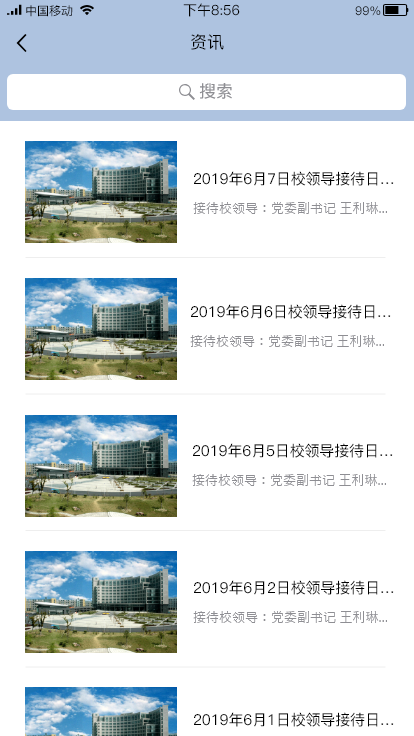 中国移动 下午8:56 99%
资讯
搜索
2019年6月7日校领导接待日...
接待校领导：党委副书记 王利琳...
2019年6月6日校领导接待日...
接待校领导：党委副书记 王利琳...
2019年6月5日校领导接待日...
接待校领导：党委副书记 王利琳...
2019年6月2日校领导接待日...
接待校领导：党委副书记 王利琳...
2019年6月1日校领导接待日...